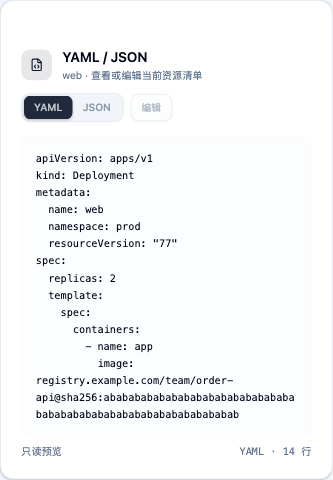 YAML / JSON
web · 查看或编辑当前资源清单
YAML JSON 编辑
apiVersion: apps/v1
kind: Deployment
metadata:
  name: web
  namespace: prod
  resourceVersion: "77"
spec:
  replicas: 2
  template:
    spec:
      containers:
        - name: app
          image:
registry.example.com/team/order-
api@sha256:abababababababababababababababa
babababababababababababababababab
只读预览 YAML · 14 行